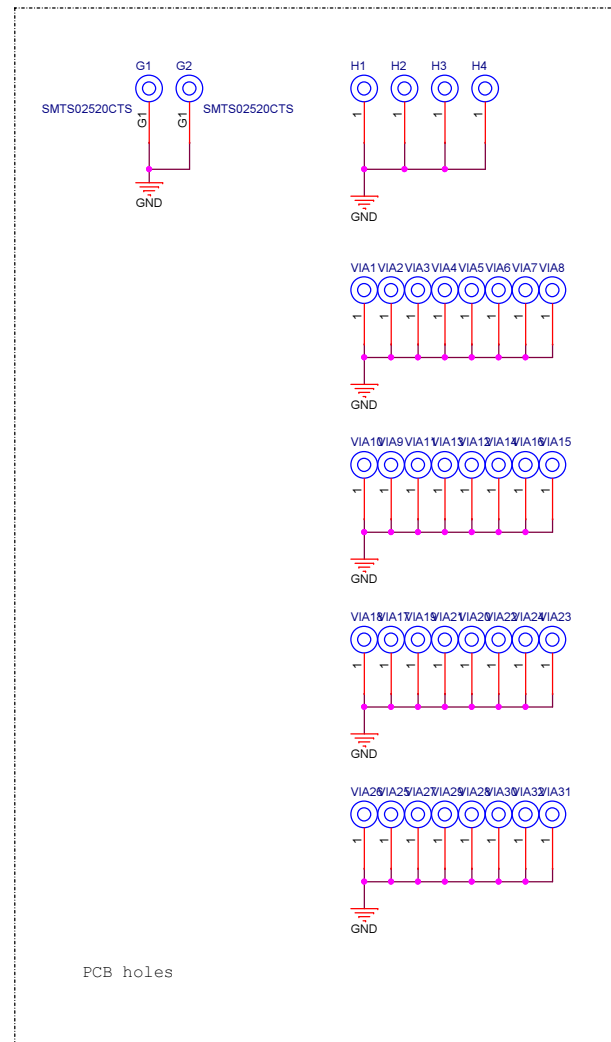 G1 G2 H1 H2 H3 H4
SMTS02520CTS SMTS02520CTS
G1 G1 1 1 1 1
GND GND
VIA1 VIA2 VIA3 VIA4 VIA5 VIA6 VIA7 VIA8
1 1 1 1 1 1 1 1
GND
VIA10 VIA9 VIA11 VIA13 VIA12 VIA14 VIA16 VIA15
1 1 1 1 1 1 1 1
GND
VIA18 VIA17 VIA19 VIA21 VIA20 VIA22 VIA24 VIA23
1 1 1 1 1 1 1 1
GND
VIA26 VIA25 VIA27 VIA29 VIA28 VIA30 VIA32 VIA31
1 1 1 1 1 1 1 1
GND
PCB holes